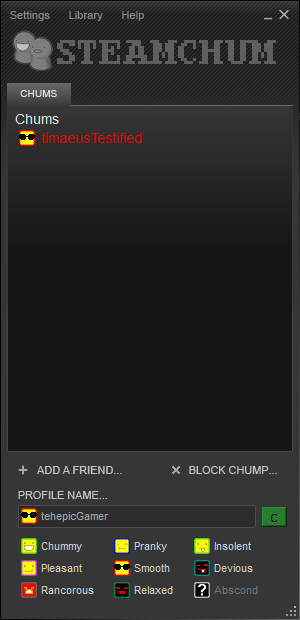 Settings Library Help
STEAMCHUM
CHUMS
Chums
timaeusTestified
ADD A FRIEND... BLOCK CHUMP...
PROFILE NAME...
tehepicGamer C
Chummy Pranky Insolent
Pleasant Smooth Devious
Rancorous Relaxed ? Abscond